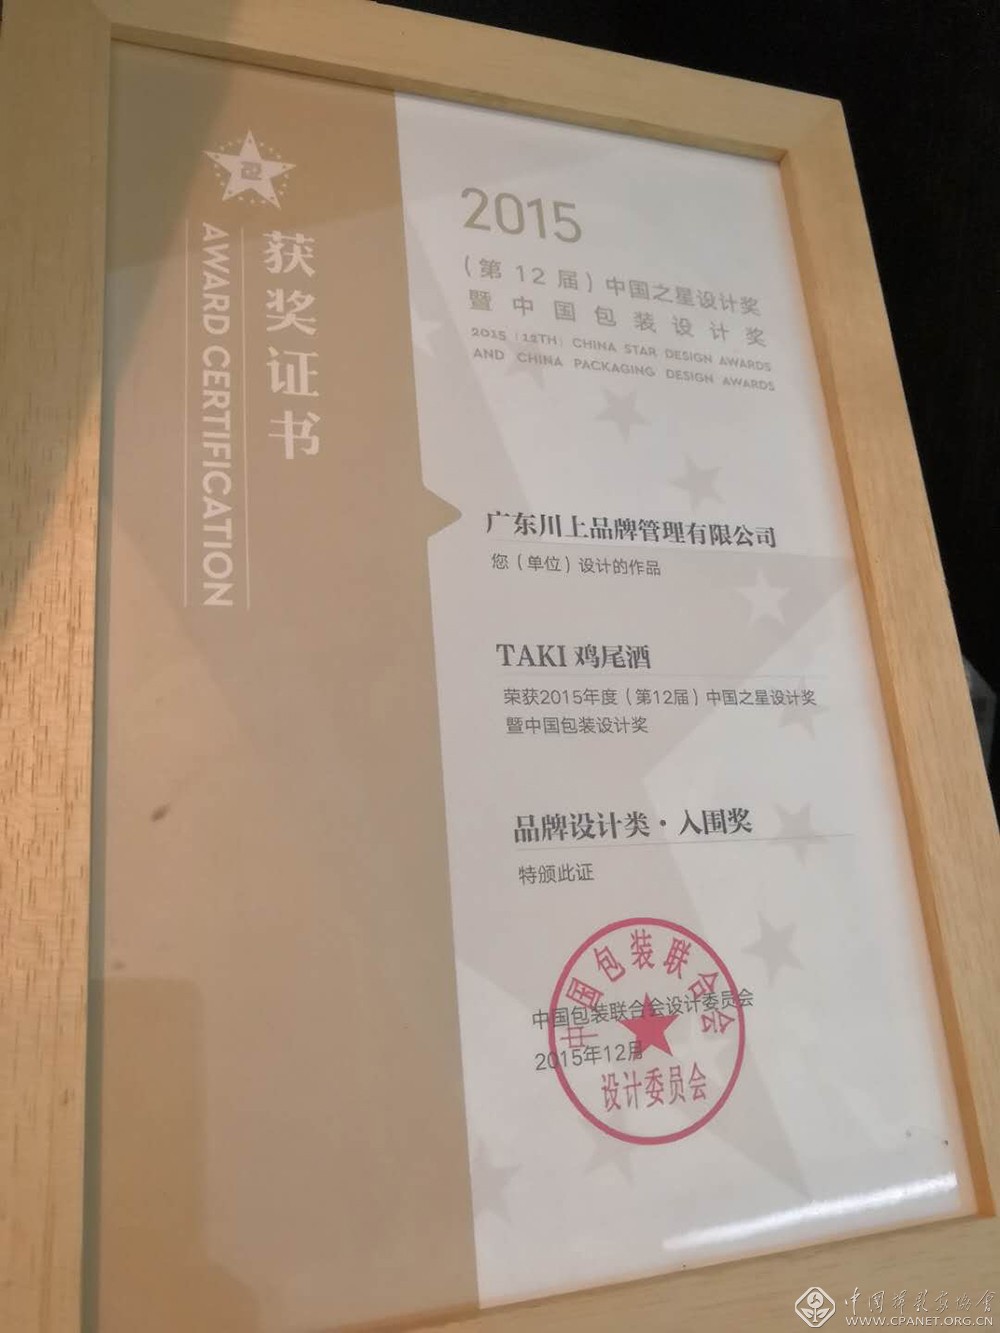 获奖证书
AWARD CERTIFICATION
2015
（第 12 届）中国之星设计奖
暨中国包装设计奖
2015（12TH）CHINA STAR DESIGN AWARDS
AND CHINA PACKAGING DESIGN AWARDS
广东川上品牌管理有限公司
您（单位）设计的作品
TAKI 鸡尾酒
荣获2015年度（第12届）中国之星设计奖
暨中国包装设计奖
品牌设计类·入围奖
特颁此证
中国包装联合会设计委员会
2015年12月
中国包装联合会
设计委员会
中国摄影家协会
WWW.CPANET.ORG.CN